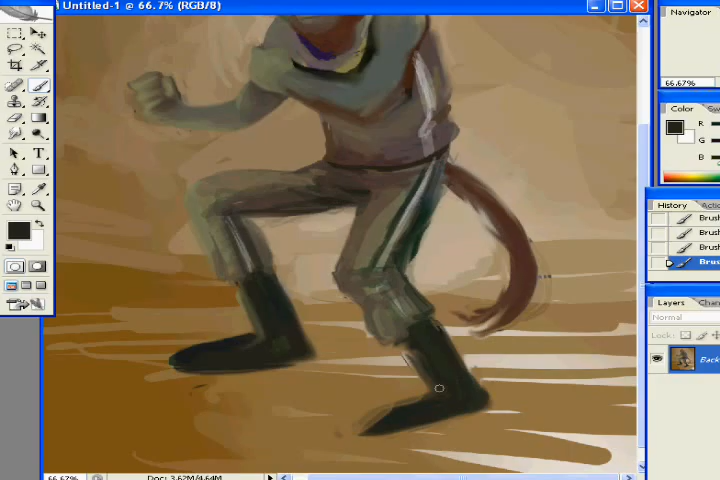 Untitled-1 @ 66.7% (RGB/8)
Navigator
66.67%
Color
R
G
B
History
Brush
Brush
Brush
Brus
Layers
Chan
Normal
Lock:
Back
66.67%
Doc: 3.62M/4.64M